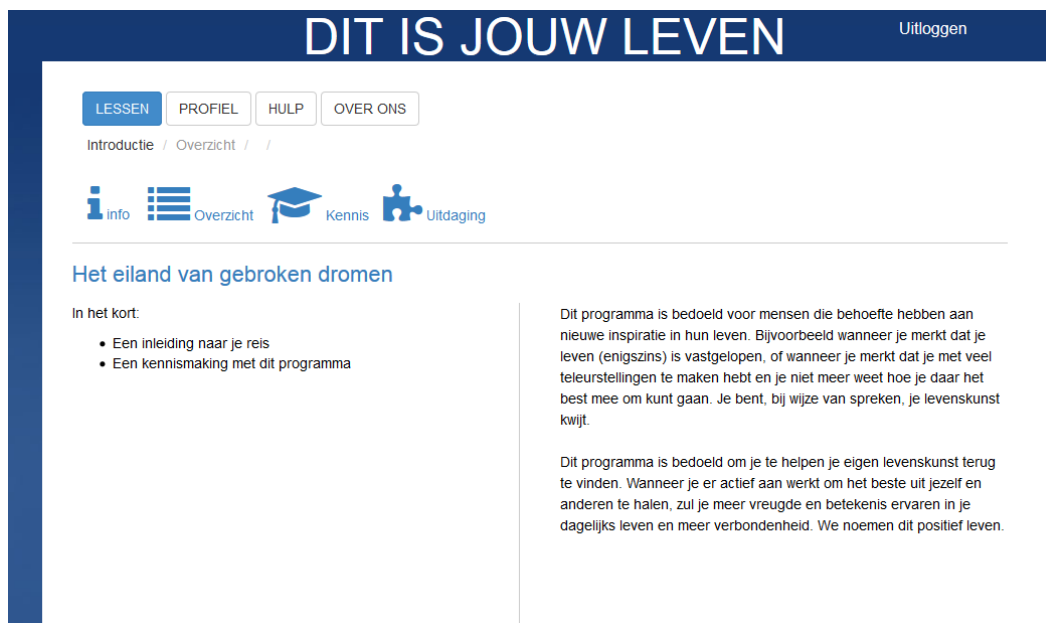 DIT IS JOUW LEVEN
Uitloggen
LESSEN PROFIEL HULP OVER ONS
Introductie / Overzicht / /
info Overzicht Kennis Uitdaging
Het eiland van gebroken dromen
In het kort:
• Een inleiding naar je reis
• Een kennismaking met dit programma
Dit programma is bedoeld voor mensen die behoefte hebben aan
nieuwe inspiratie in hun leven. Bijvoorbeeld wanneer je merkt dat je
leven (enigszins) is vastgelopen, of wanneer je merkt dat je met veel
teleurstellingen te maken hebt en je niet meer weet hoe je daar het
best mee om kunt gaan. Je bent, bij wijze van spreken, je levenskunst
kwijt.
Dit programma is bedoeld om je te helpen je eigen levenskunst terug
te vinden. Wanneer je er actief aan werkt om het beste uit jezelf en
anderen te halen, zul je meer vreugde en betekenis ervaren in je
dagelijks leven en meer verbondenheid. We noemen dit positief leven.